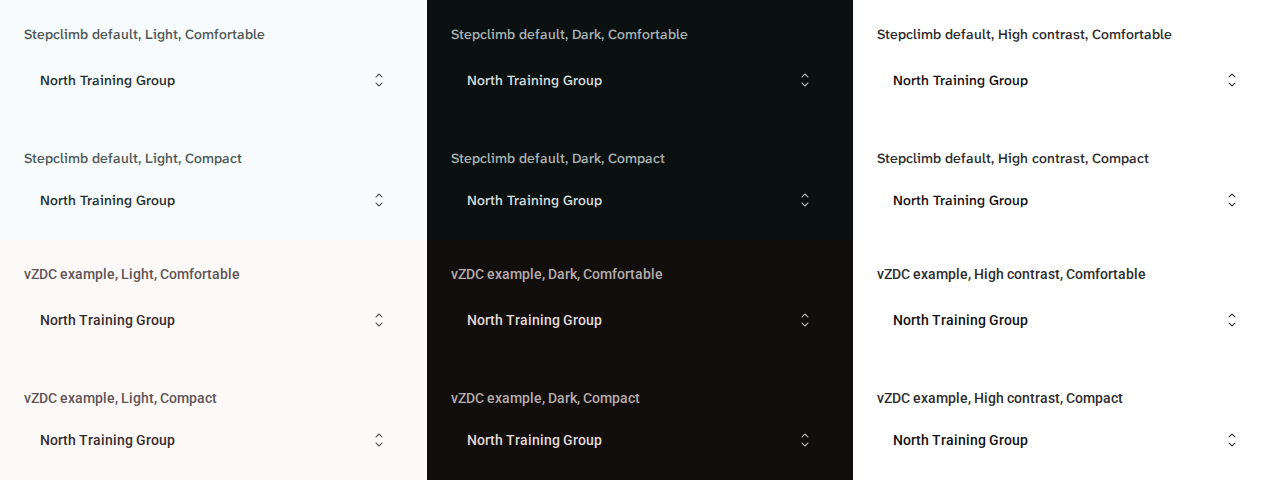 Stepclimb default, Light, Comfortable
North Training Group
Stepclimb default, Light, Compact
North Training Group
vZDC example, Light, Comfortable
North Training Group
vZDC example, Light, Compact
North Training Group
Stepclimb default, Dark, Comfortable
North Training Group
Stepclimb default, Dark, Compact
North Training Group
vZDC example, Dark, Comfortable
North Training Group
vZDC example, Dark, Compact
North Training Group
Stepclimb default, High contrast, Comfortable
North Training Group
Stepclimb default, High contrast, Compact
North Training Group
vZDC example, High contrast, Comfortable
North Training Group
vZDC example, High contrast, Compact
North Training Group